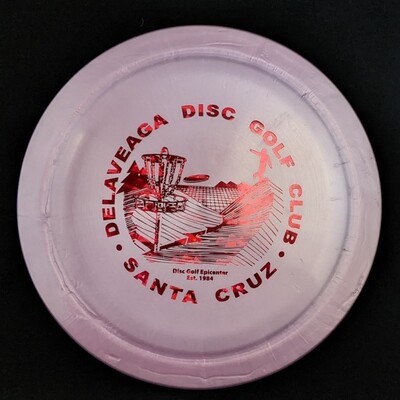 DELAVEAGA DISC GOLF CLUB
Disc Golf Epicenter
Est. 1984
• SANTA CRUZ •